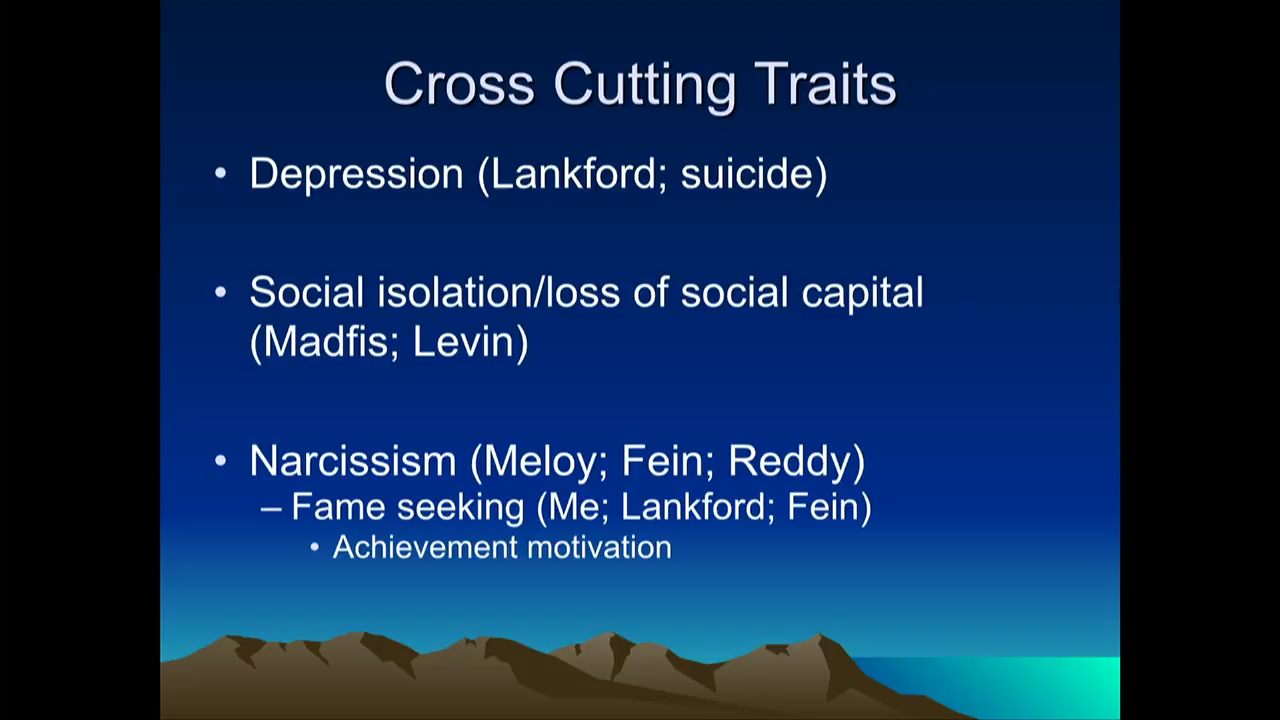 Cross Cutting Traits
• Depression (Lankford; suicide)
• Social isolation/loss of social capital
(Madfis; Levin)
• Narcissism (Meloy; Fein; Reddy)
– Fame seeking (Me; Lankford; Fein)
• Achievement motivation